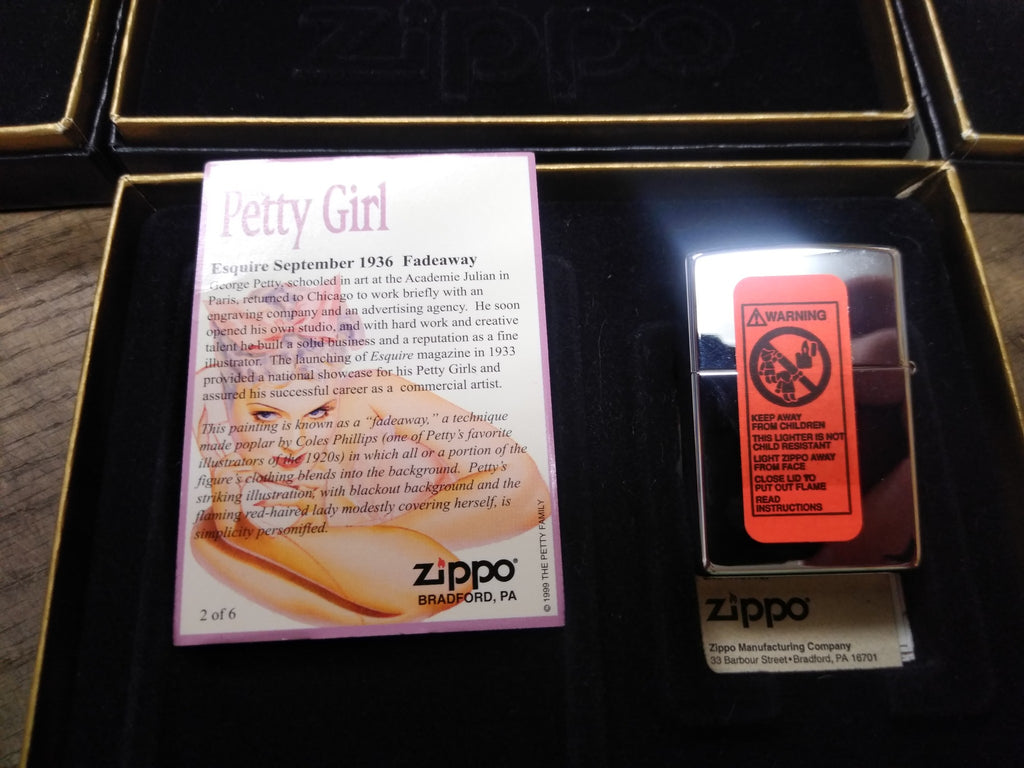 Zippo
Petty Girl
Esquire September 1936 Fadeaway
George Petty, schooled in art at the Academie Julian in
Paris, returned to Chicago to work briefly with an
engraving company and an advertising agency. He soon
opened his own studio, and with hard work and creative
talent he built a solid business and a reputation as a fine
illustrator. The launching of Esquire magazine in 1933
provided a national showcase for his Petty Girls and
assured his successful career as a commercial artist.
This painting is known as a "fadeaway," a technique
made poplar by Coles Phillips (one of Petty's favorite
illustrators of the 1920s) in which all or a portion of the
figure's clothing blends into the background. Petty's
striking illustration, with blackout background and the
flaming red-haired lady modestly covering herself, is
simplicity personified.
zippo®
BRADFORD, PA
2 of 6
© 1999 THE PETTY FAMILY
WARNING
KEEP AWAY
FROM CHILDREN
THIS LIGHTER IS NOT
CHILD RESISTANT
LIGHT ZIPPO AWAY
FROM FACE
CLOSE LID TO
PUT OUT FLAME
READ
INSTRUCTIONS
zippo®
Zippo Manufacturing Company
33 Barbour Street•Bradford, PA 16701